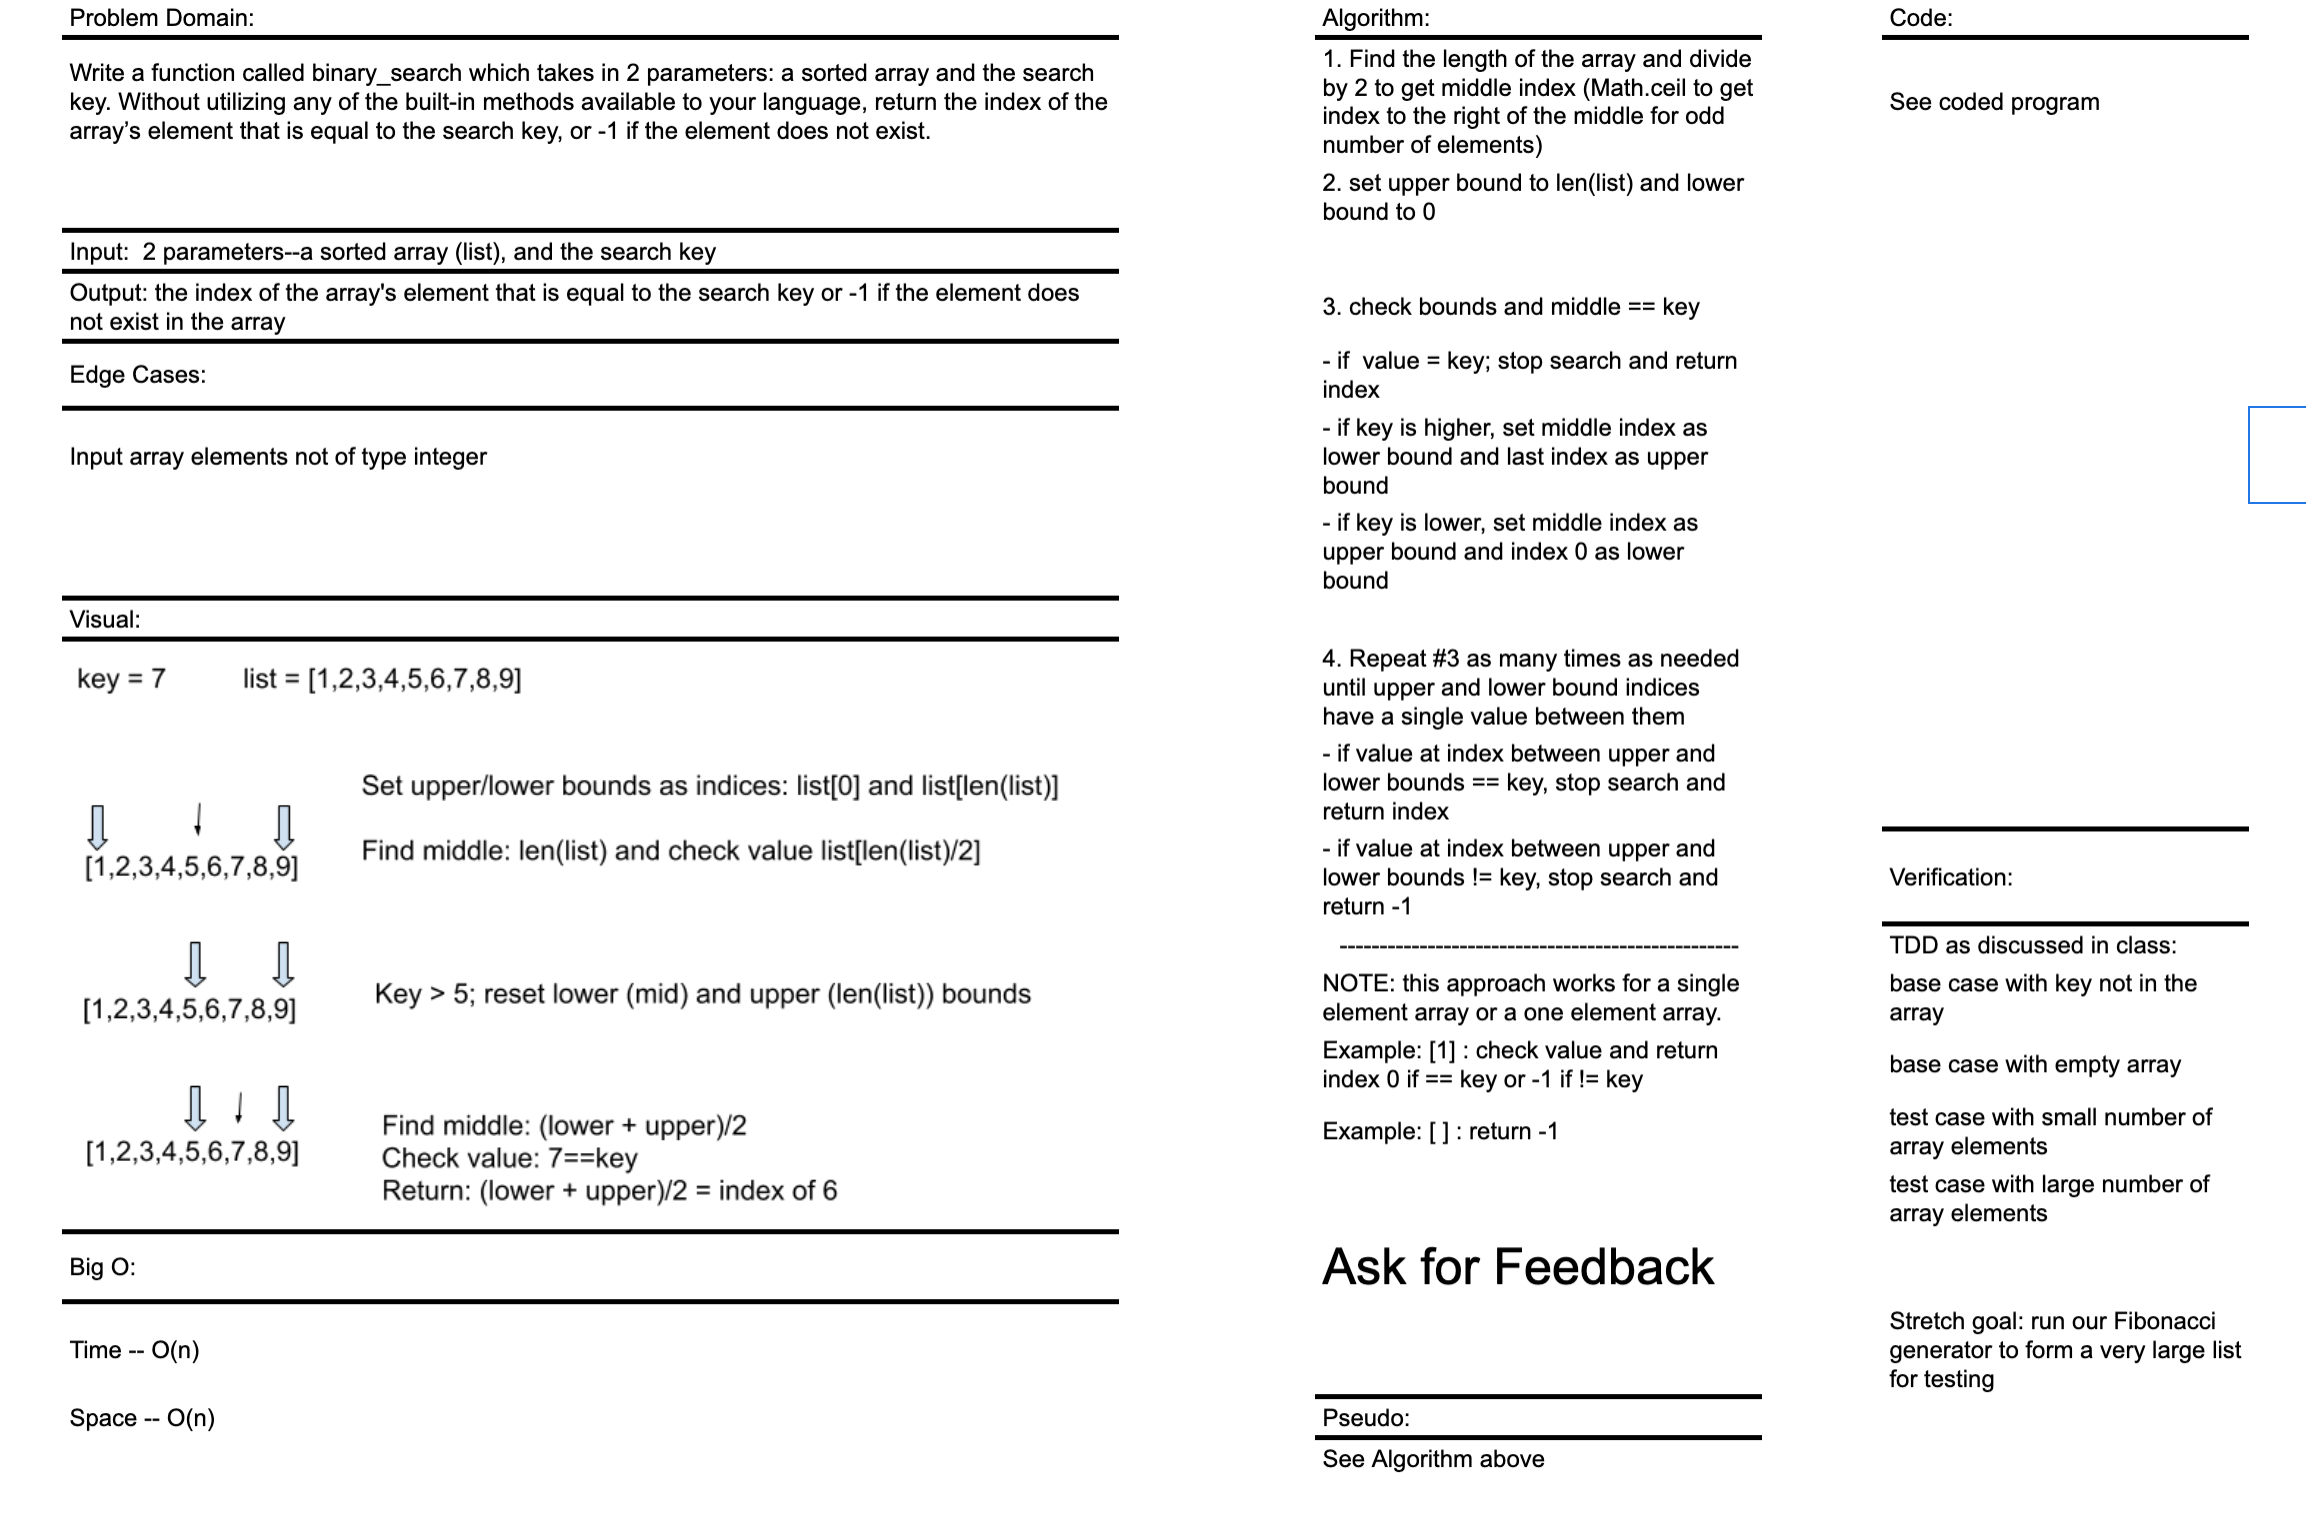 Problem Domain:
Write a function called binary_search which takes in 2 parameters: a sorted array and the search
key. Without utilizing any of the built-in methods available to your language, return the index of the
array’s element that is equal to the search key, or -1 if the element does not exist.
Input:  2 parameters--a sorted array (list), and the search key
Output: the index of the array's element that is equal to the search key or -1 if the element does
not exist in the array
Edge Cases:
Input array elements not of type integer
Visual:
key = 7 list = [1,2,3,4,5,6,7,8,9]
Set upper/lower bounds as indices: list[0] and list[len(list)]
Find middle: len(list) and check value list[len(list)/2]
[1,2,3,4,5,6,7,8,9]
Key > 5; reset lower (mid) and upper (len(list)) bounds
[1,2,3,4,5,6,7,8,9]
Find middle: (lower + upper)/2
[1,2,3,4,5,6,7,8,9]
Check value: 7==key
Return: (lower + upper)/2 = index of 6
Big O:
Time -- O(n)
Space -- O(n)
Algorithm:
1. Find the length of the array and divide
by 2 to get middle index (Math.ceil to get
index to the right of the middle for odd
number of elements)
2. set upper bound to len(list) and lower
bound to 0
3. check bounds and middle == key
- if  value = key; stop search and return
index
- if key is higher, set middle index as
lower bound and last index as upper
bound
- if key is lower, set middle index as
upper bound and index 0 as lower
bound
4. Repeat #3 as many times as needed
until upper and lower bound indices
have a single value between them
- if value at index between upper and
lower bounds == key, stop search and
return index
- if value at index between upper and
lower bounds != key, stop search and
return -1
--------------------------------------------------
NOTE: this approach works for a single
element array or a one element array.
Example: [1] : check value and return
index 0 if == key or -1 if != key
Example: [ ] : return -1
Ask for Feedback
Pseudo:
See Algorithm above
Code:
See coded program
Verification:
TDD as discussed in class:
base case with key not in the
array
base case with empty array
test case with small number of
array elements
test case with large number of
array elements
Stretch goal: run our Fibonacci
generator to form a very large list
for testing